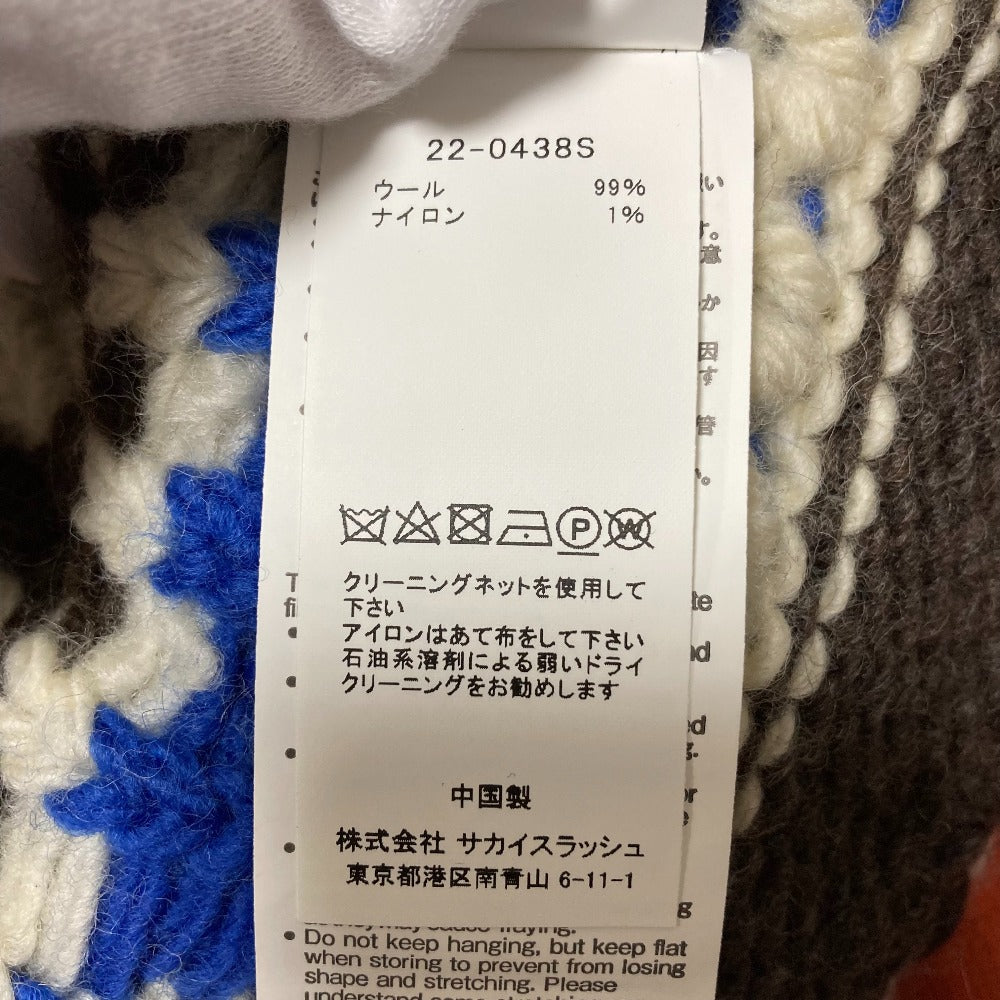 22-0438S
ウール 99%
ナイロン 1%
P
W
クリーニングネットを使用して
下さい
アイロンはあて布をして下さい
石油系溶剤による弱いドライ
クリーニングをお勧めします
中国製
株式会社 サカイスラッシュ
東京都港区南青山 6-11-1
• Do not keep hanging, but keep flat
when storing to prevent from losing
shape and stretching. Please